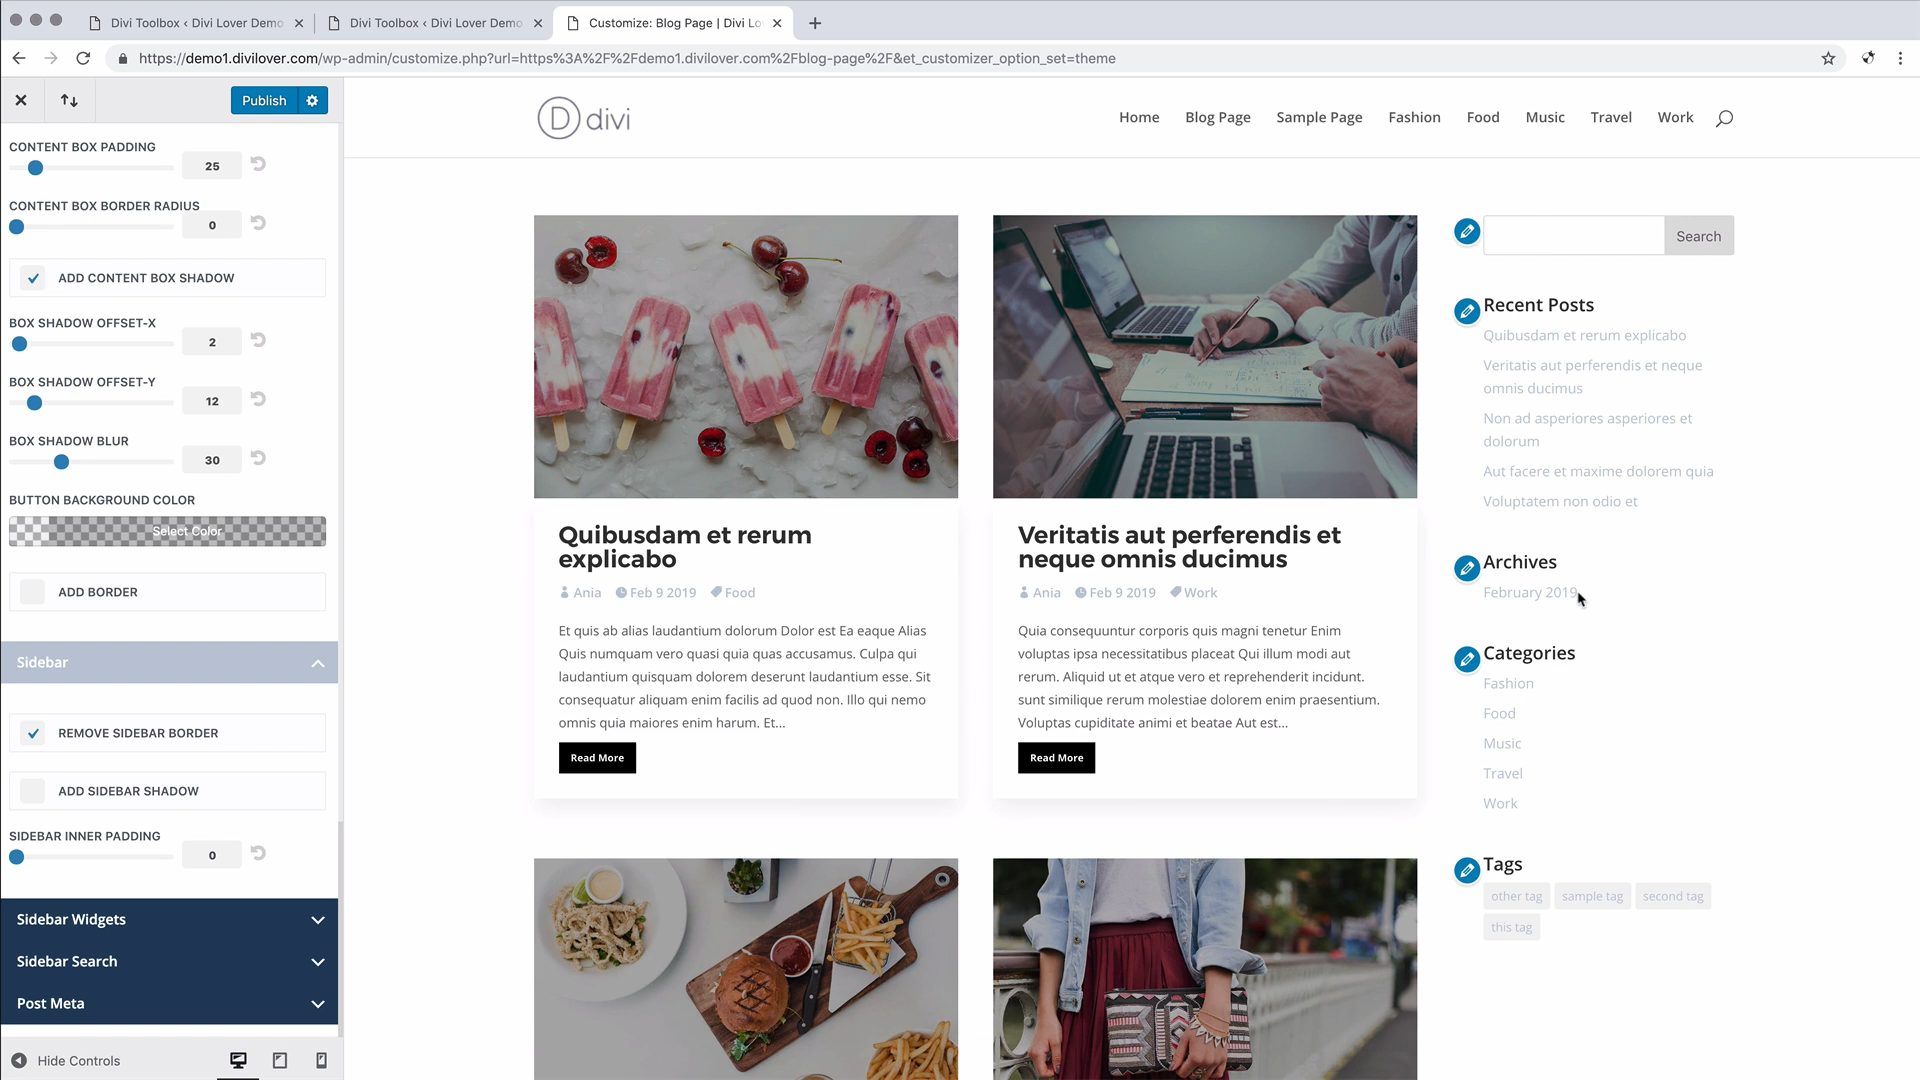 Divi Toolbox ‹ Divi Lover Demo
Divi Toolbox ‹ Divi Lover Demo
Customize: Blog Page | Divi Lo
https://demo1.divilover.com/wp-admin/customize.php?url=https%3A%2F%2Fdemo1.divilover.com%2Fblog-page%2F&et_customizer_option_set=theme
Publish
CONTENT BOX PADDING
25
CONTENT BOX BORDER RADIUS
0
ADD CONTENT BOX SHADOW
BOX SHADOW OFFSET-X
2
BOX SHADOW OFFSET-Y
12
BOX SHADOW BLUR
30
BUTTON BACKGROUND COLOR
Select Color
ADD BORDER
Sidebar
REMOVE SIDEBAR BORDER
ADD SIDEBAR SHADOW
SIDEBAR INNER PADDING
0
Sidebar Widgets
Sidebar Search
Post Meta
Hide Controls
D divi
Home
Blog Page
Sample Page
Fashion
Food
Music
Travel
Work
Quibusdam et rerum
explicabo
Ania Feb 9 2019 Food
Et quis ab alias laudantium dolorum Dolor est Ea eaque Alias
Quis numquam vero quasi quia quas accusamus. Culpa qui
laudantium quisquam dolorem deserunt laudantium esse. Sit
consequatur aliquam enim facilis ad quod non. Illo qui nemo
omnis quia maiores enim harum. Et...
Read More
Veritatis aut perferendis et
neque omnis ducimus
Ania Feb 9 2019 Work
Quia consequuntur corporis quis magni tenetur Enim
voluptas ipsa necessitatibus placeat Qui illum modi aut
rerum. Aliquid ut et atque vero et reprehenderit incidunt.
sunt similique rerum molestiae dolorem enim praesentium.
Voluptas cupiditate animi et beatae Aut est...
Read More
Search
Recent Posts
Quibusdam et rerum explicabo
Veritatis aut perferendis et neque
omnis ducimus
Non ad asperiores asperiores et
dolorum
Aut facere et maxime dolorem quia
Voluptatem non odio et
Archives
February 2019
Categories
Fashion
Food
Music
Travel
Work
Tags
other tag
sample tag
second tag
this tag